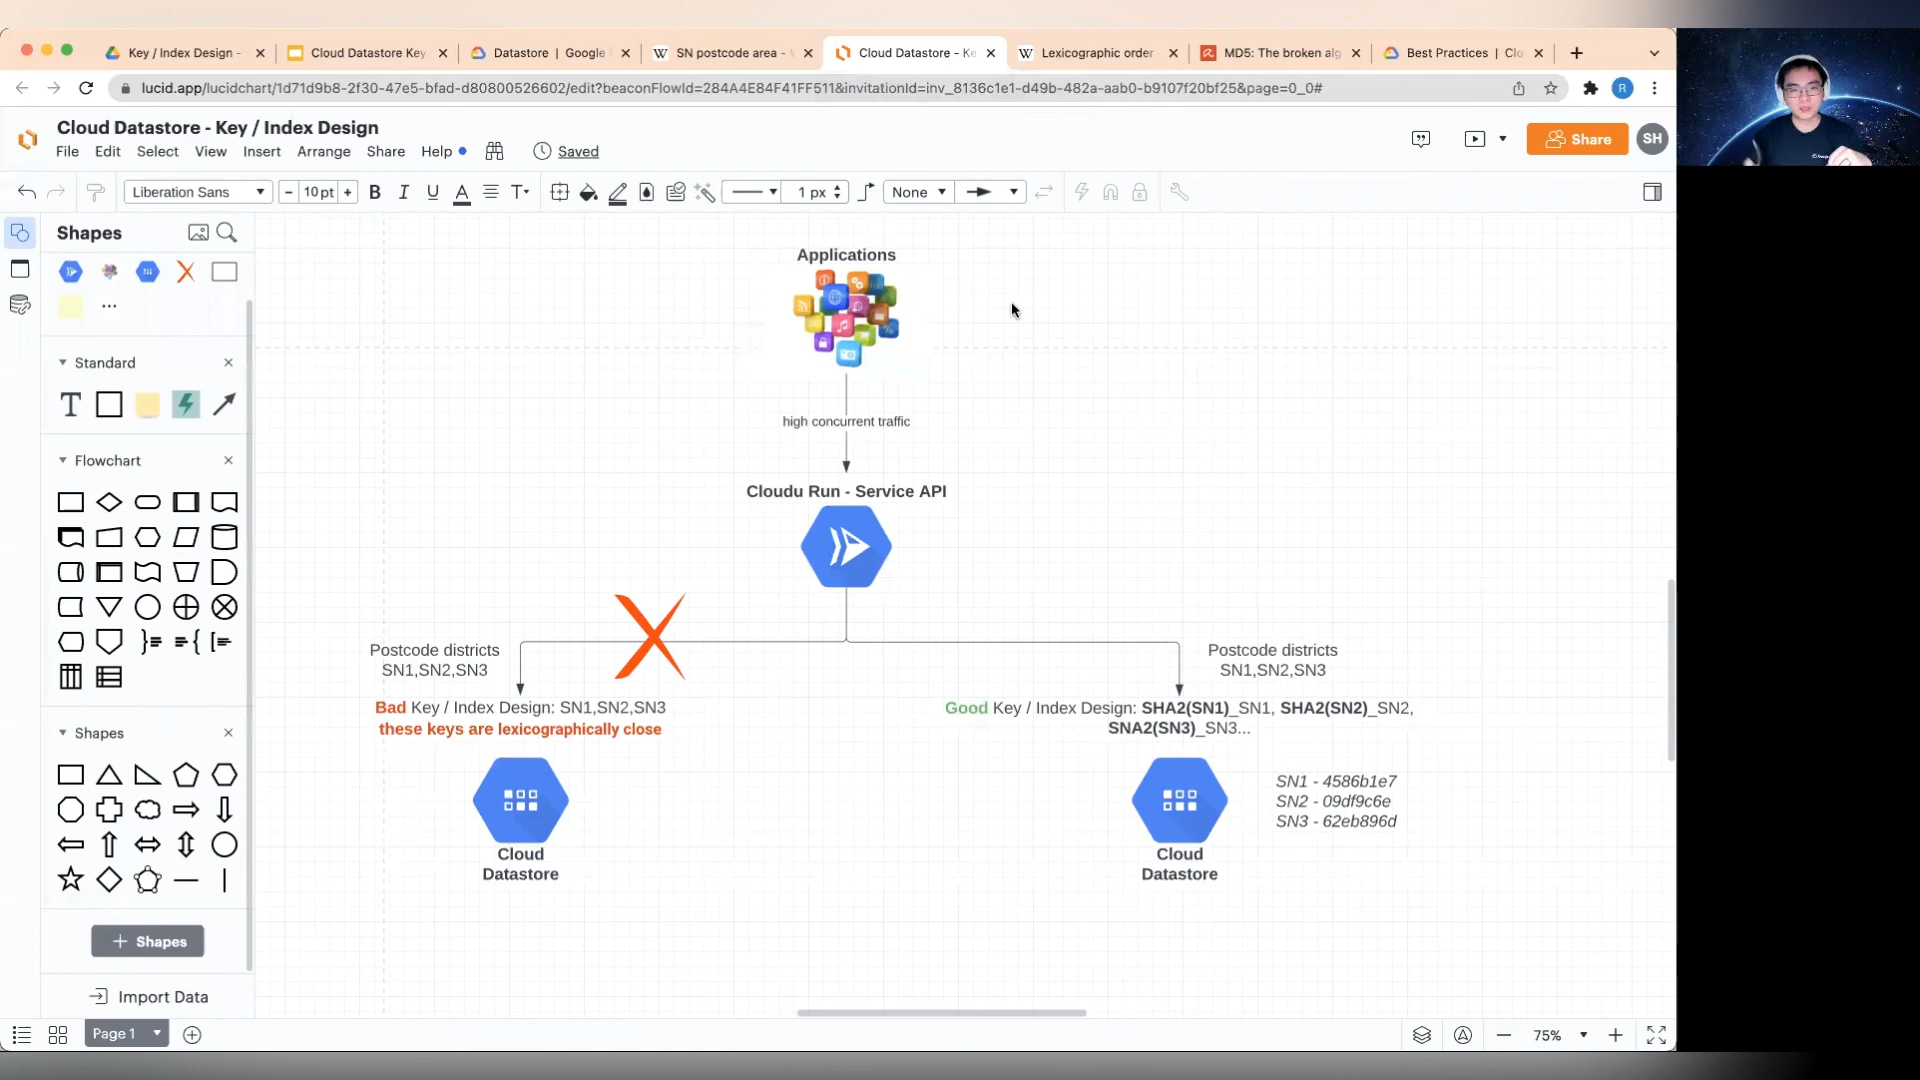 Key / Index Design -
Cloud Datastore Key
Datastore | Google
SN postcode area -
Cloud Datastore - Ke
Lexicographic order
MD5: The broken alg
Best Practices | Clo
lucid.app/lucidchart/1d71d9b8-2f30-47e5-bfad-d80800526602/edit?beaconFlowId=284A4E84F41FF511&invitationId=inv_8136c1e1-d49b-482a-aab0-b9107f20bf25&page=0_0#
R
Cloud Datastore - Key / Index Design
File Edit Select View Insert Arrange Share Help
Saved
Share
SH
Liberation Sans
10 pt
B I U A T
1 px
None
Shapes
Standard
T
Flowchart
Shapes
+ Shapes
Import Data
Page 1
75%
Applications
high concurrent traffic
Cloudu Run - Service API
X
Postcode districts
SN1,SN2,SN3
Bad Key / Index Design: SN1,SN2,SN3
these keys are lexicographically close
Cloud
Datastore
Postcode districts
SN1,SN2,SN3
Good Key / Index Design: SHA2(SN1)_SN1, SHA2(SN2)_SN2,
SNA2(SN3)_SN3...
SN1 - 4586b1e7
SN2 - 09df9c6e
SN3 - 62eb896d
Cloud
Datastore